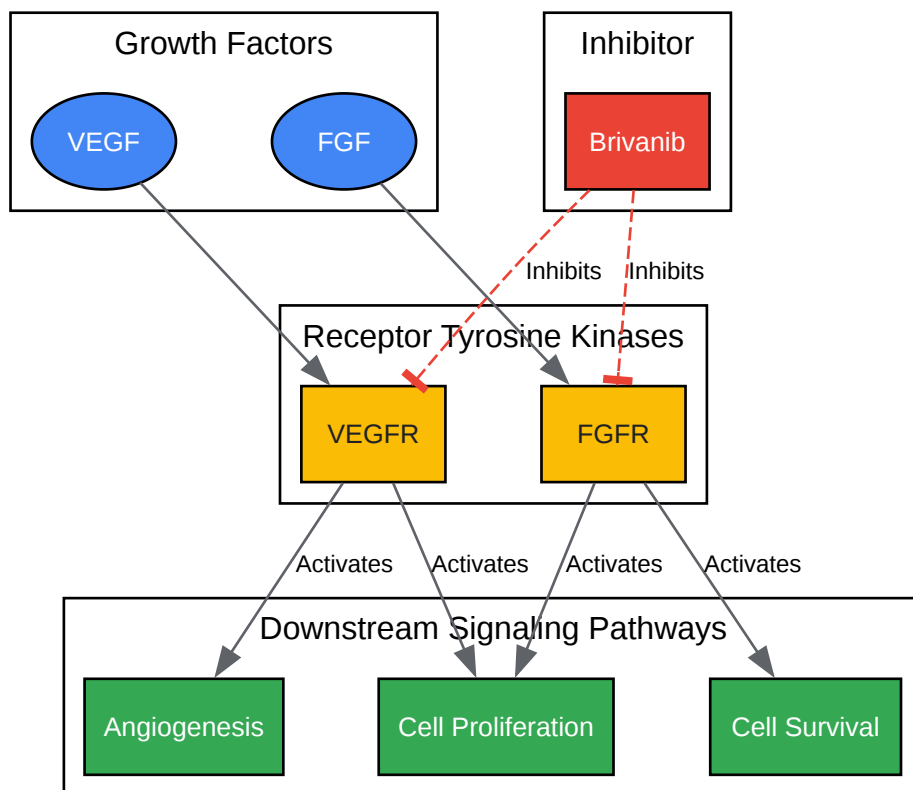 Growth Factors
Inhibitor
VEGF
FGF
Brivanib
Inhibits
Inhibits
Receptor Tyrosine Kinases
VEGFR
FGFR
Activates
Activates
Activates
Activates
Downstream Signaling Pathways
Angiogenesis
Cell Proliferation
Cell Survival